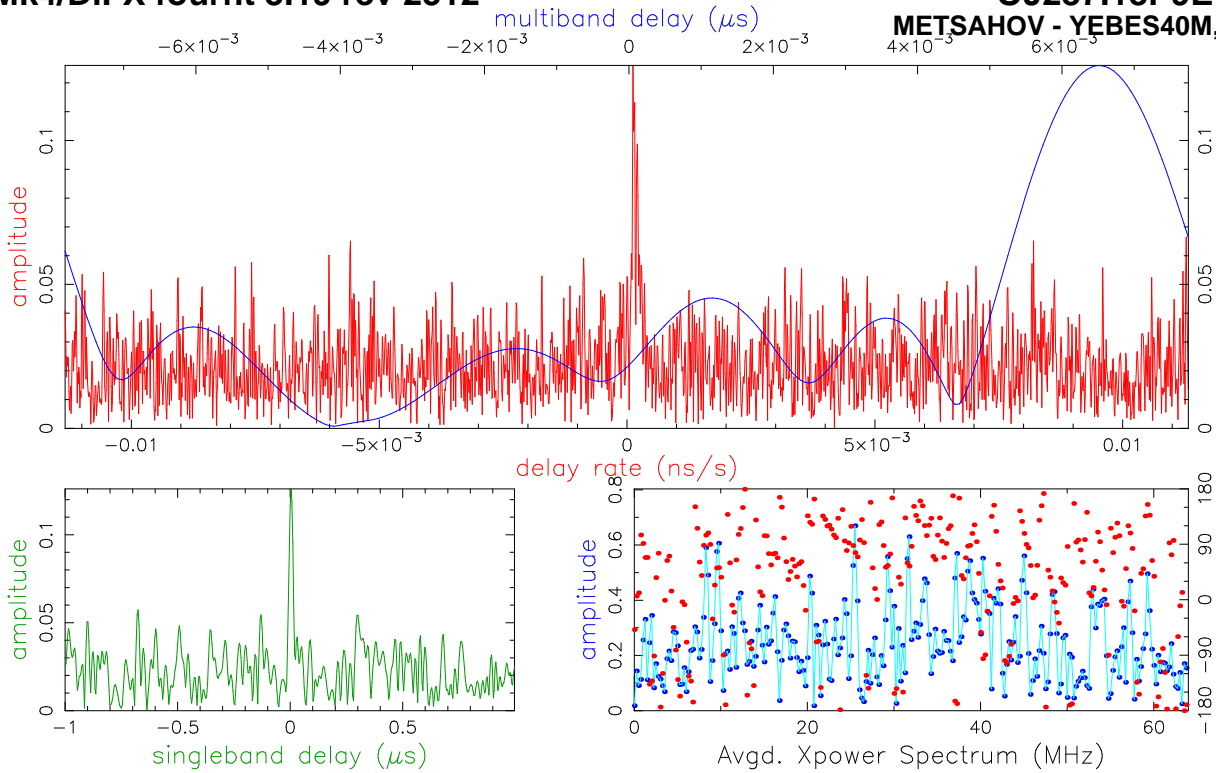 multiband delay (μs)
METSAHOV - YEBES40M,
−6×10⁻³ −4×10⁻³ −2×10⁻³ 0 2×10⁻³ 4×10⁻³ 6×10⁻³
amplitude
0.1
0.05
0
0.1
0.05
0
−0.01 −5×10⁻³ 0 5×10⁻³ 0.01
delay rate (ns/s)
amplitude
0.1
0.05
0
−1 −0.5 0 0.5
singleband delay (μs)
amplitude
0.8
0.6
0.4
0.2
0
180
90
0
−90
−180
0 20 40 60
Avgd. Xpower Spectrum (MHz)